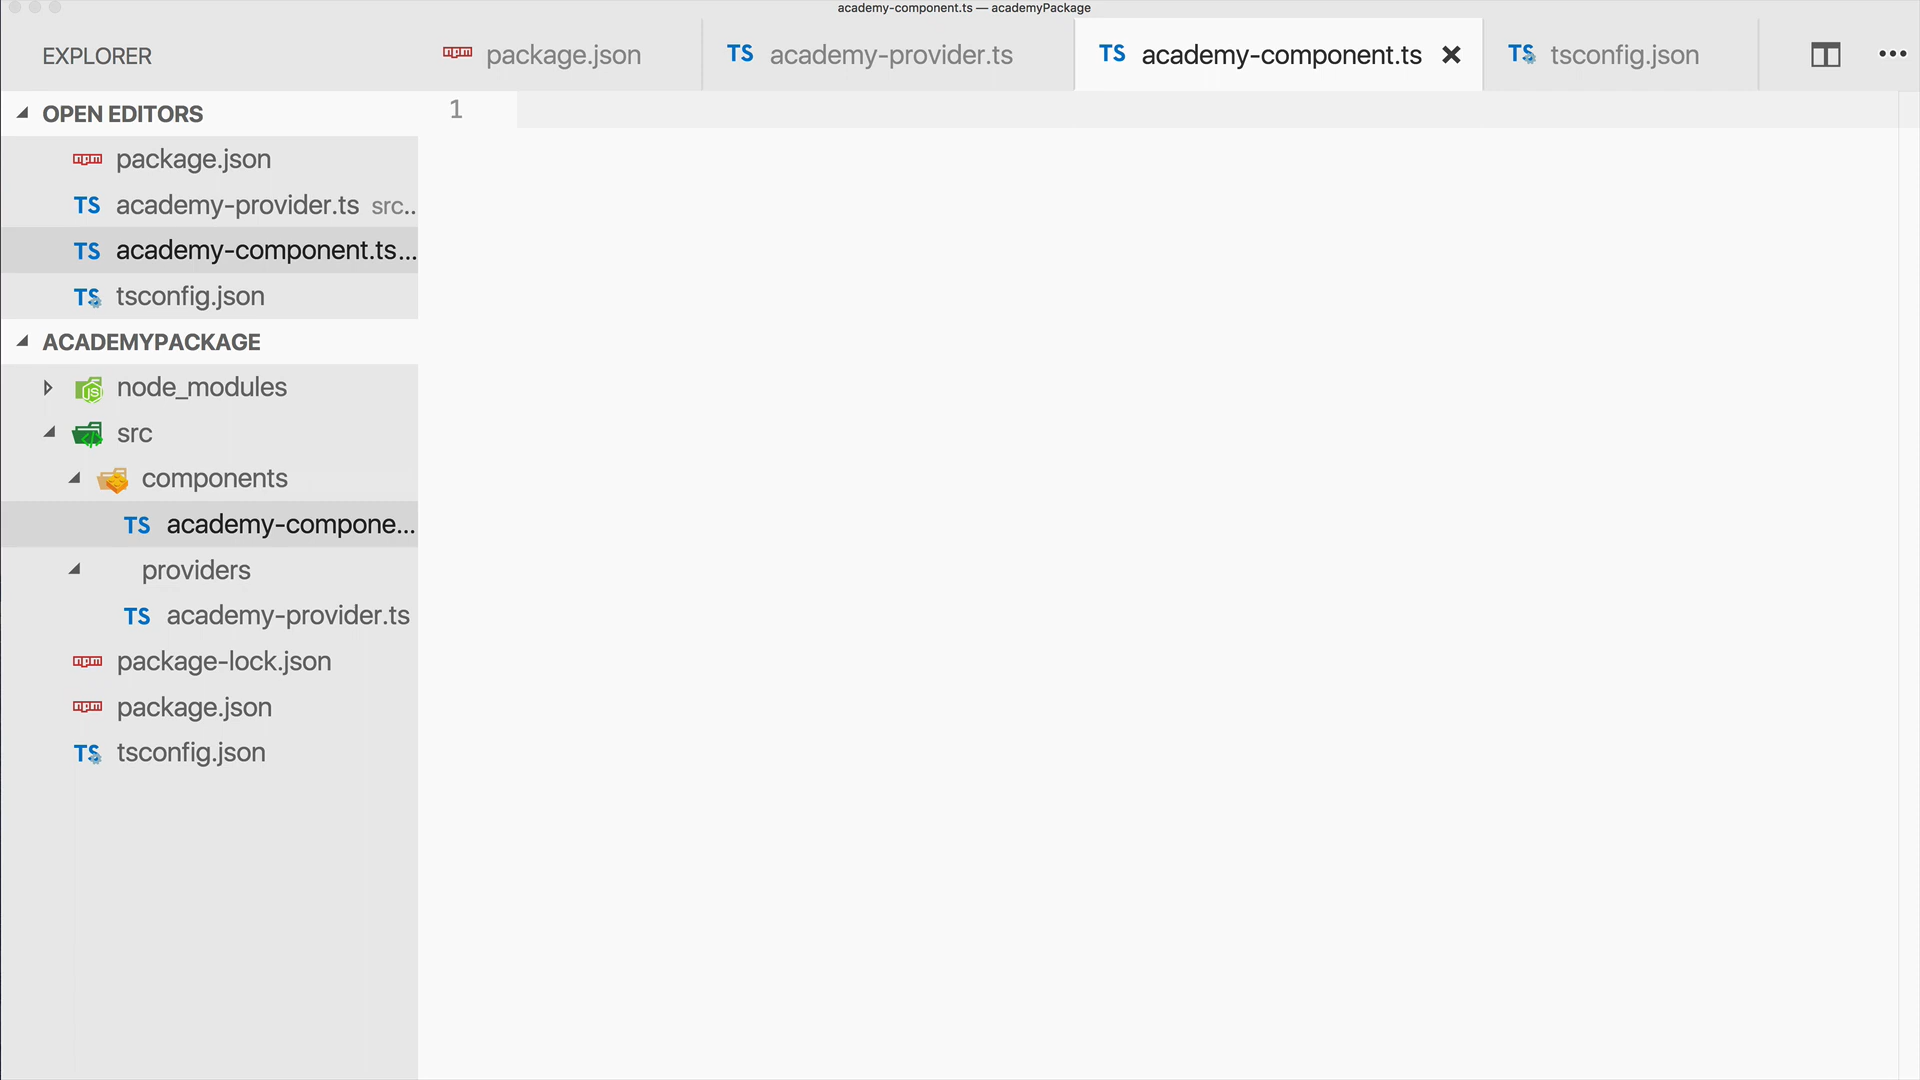 academy-component.ts — academyPackage
EXPLORER
package.json
TS academy-provider.ts
TS academy-component.ts
TS tsconfig.json
OPEN EDITORS
package.json
TS academy-provider.ts src..
TS academy-component.ts...
TS tsconfig.json
ACADEMYPACKAGE
node_modules
src
components
TS academy-compone...
providers
TS academy-provider.ts
package-lock.json
package.json
TS tsconfig.json
1